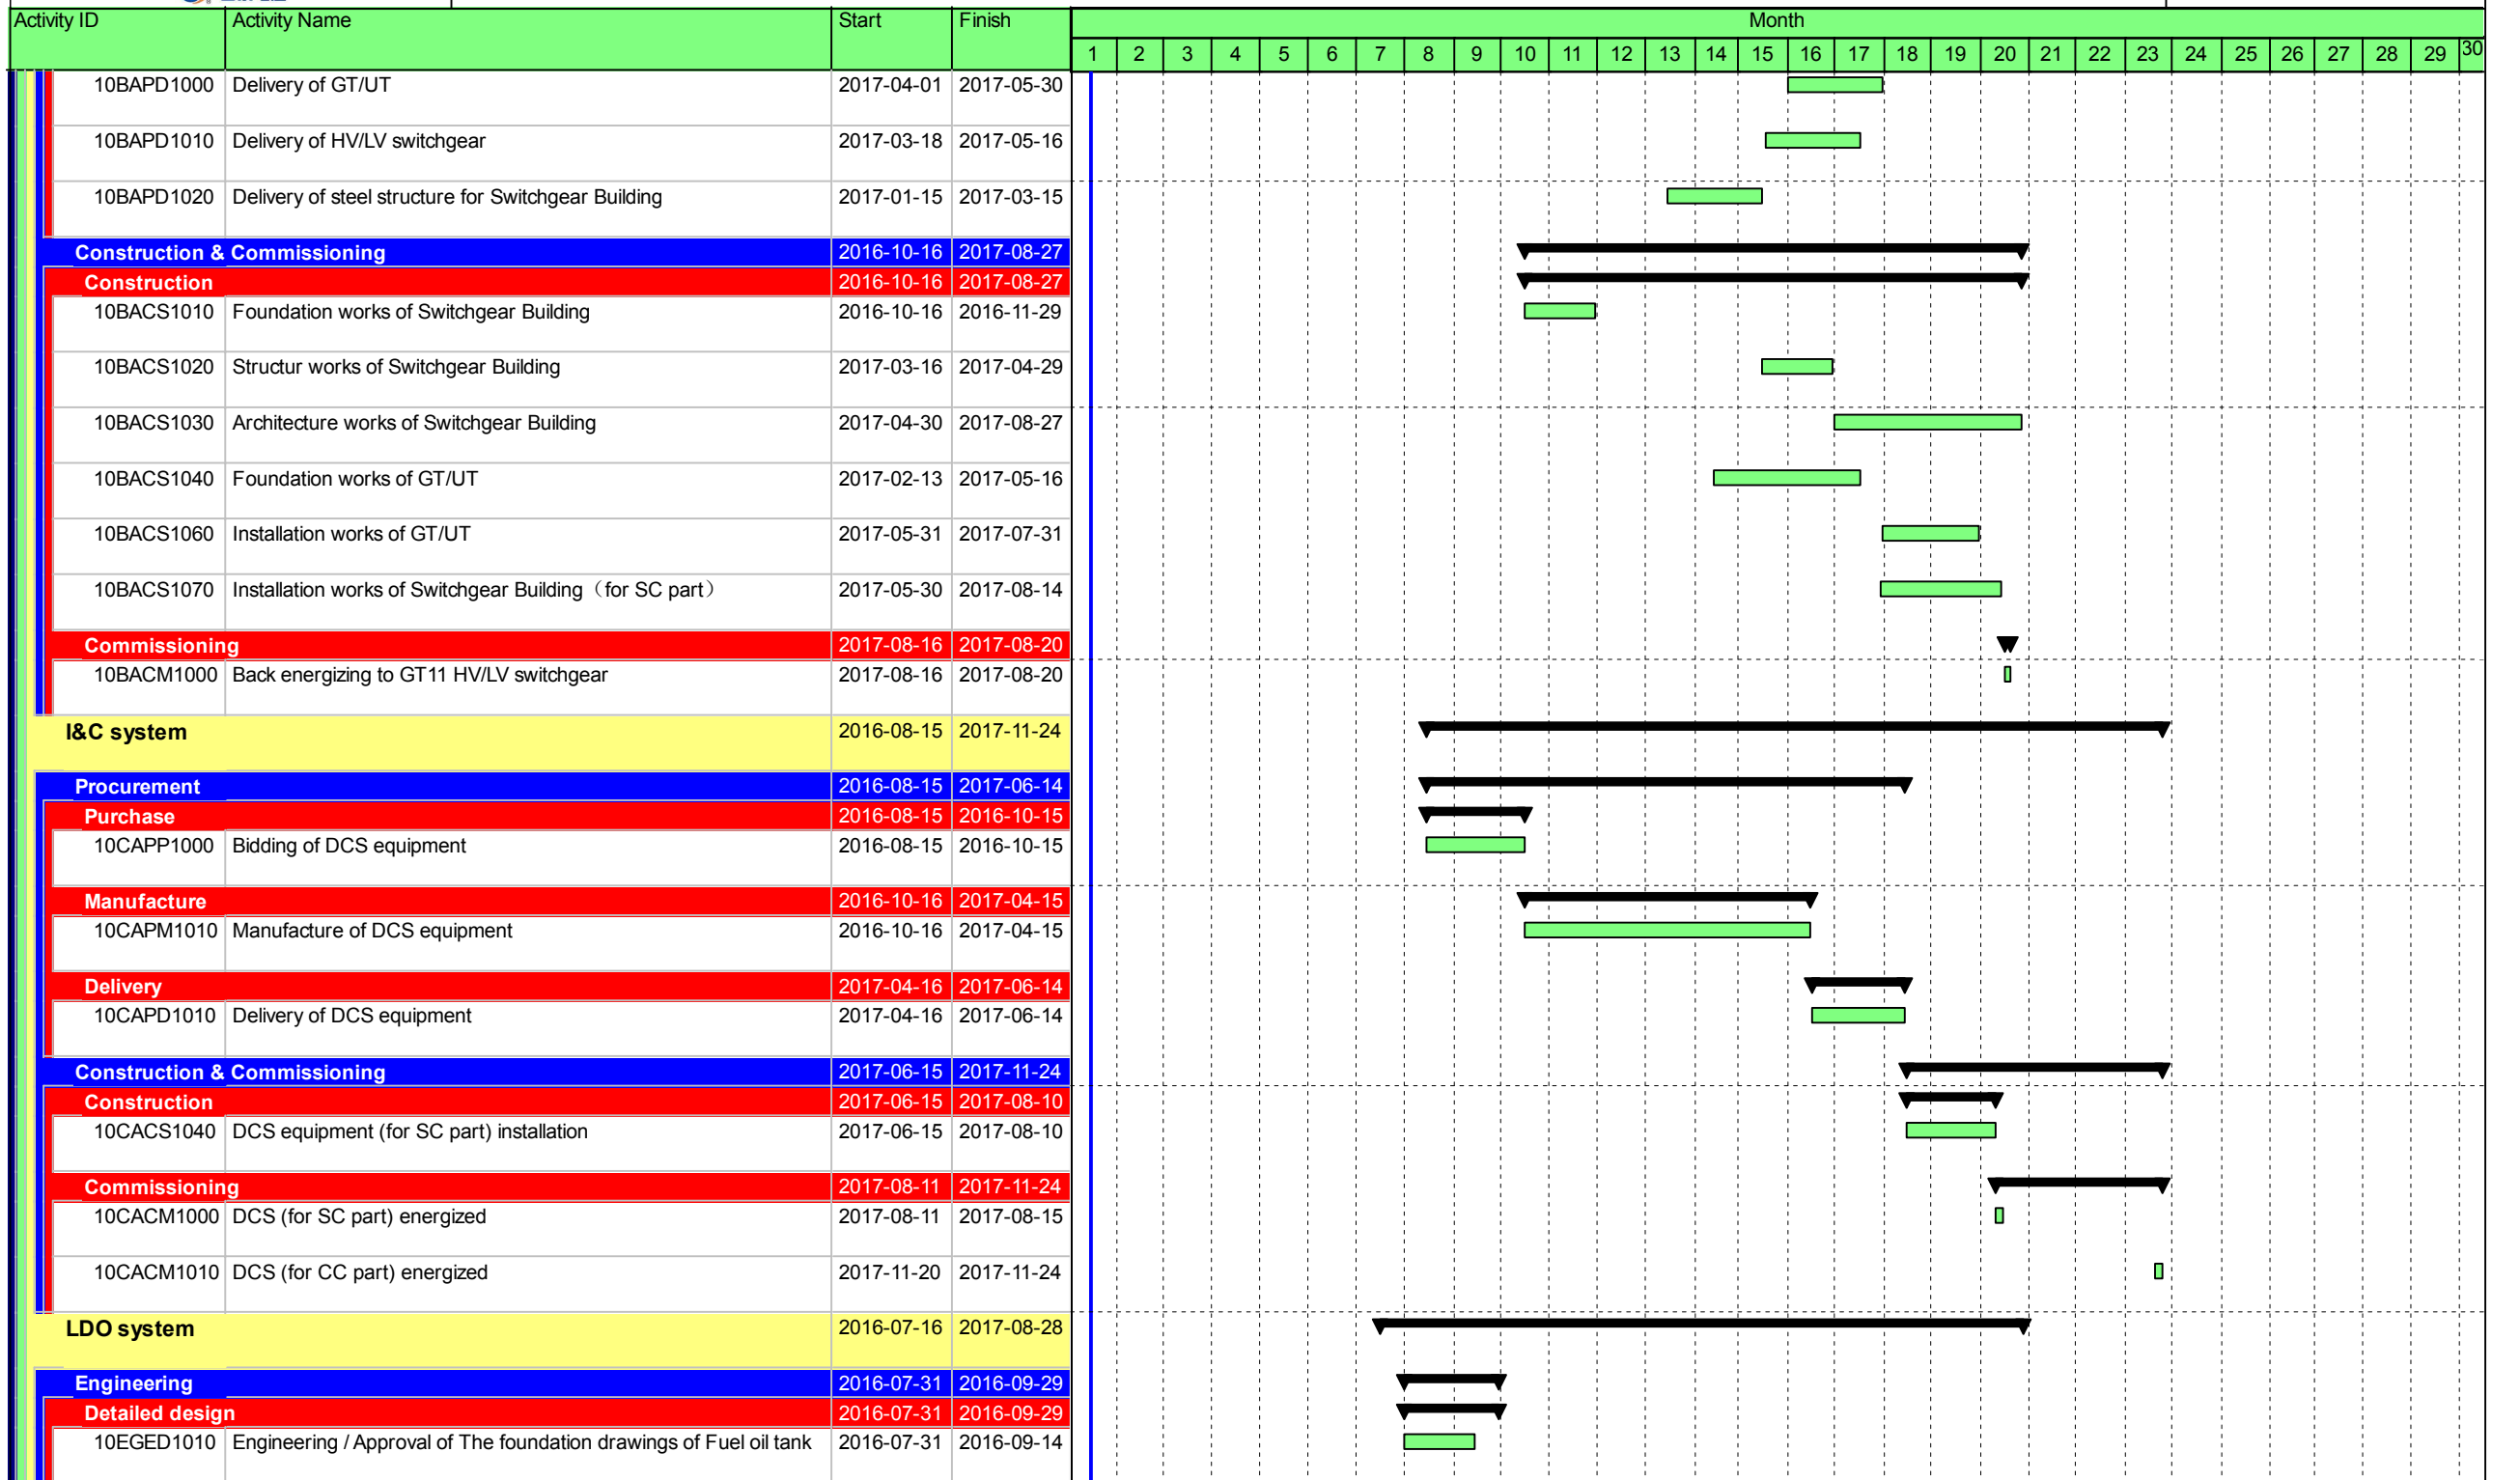 Activity ID Activity Name Start Finish Month
1 2 3 4 5 6 7 8 9 10 11 12 13 14 15 16 17 18 19 20 21 22 23 24 25 26 27 28 29 30
10BAPD1000 Delivery of GT/UT 2017-04-01 2017-05-30
10BAPD1010 Delivery of HV/LV switchgear 2017-03-18 2017-05-16
10BAPD1020 Delivery of steel structure for Switchgear Building 2017-01-15 2017-03-15
Construction & Commissioning 2016-10-16 2017-08-27
Construction 2016-10-16 2017-08-27
10BACS1010 Foundation works of Switchgear Building 2016-10-16 2016-11-29
10BACS1020 Structur works of Switchgear Building 2017-03-16 2017-04-29
10BACS1030 Architecture works of Switchgear Building 2017-04-30 2017-08-27
10BACS1040 Foundation works of GT/UT 2017-02-13 2017-05-16
10BACS1060 Installation works of GT/UT 2017-05-31 2017-07-31
10BACS1070 Installation works of Switchgear Building（for SC part） 2017-05-30 2017-08-14
Commissioning 2017-08-16 2017-08-20
10BACM1000 Back energizing to GT11 HV/LV switchgear 2017-08-16 2017-08-20
I&C system 2016-08-15 2017-11-24
Procurement 2016-08-15 2017-06-14
Purchase 2016-08-15 2016-10-15
10CAPP1000 Bidding of DCS equipment 2016-08-15 2016-10-15
Manufacture 2016-10-16 2017-04-15
10CAPM1010 Manufacture of DCS equipment 2016-10-16 2017-04-15
Delivery 2017-04-16 2017-06-14
10CAPD1010 Delivery of DCS equipment 2017-04-16 2017-06-14
Construction & Commissioning 2017-06-15 2017-11-24
Construction 2017-06-15 2017-08-10
10CACS1040 DCS equipment (for SC part) installation 2017-06-15 2017-08-10
Commissioning 2017-08-11 2017-11-24
10CACM1000 DCS (for SC part) energized 2017-08-11 2017-08-15
10CACM1010 DCS (for CC part) energized 2017-11-20 2017-11-24
LDO system 2016-07-16 2017-08-28
Engineering 2016-07-31 2016-09-29
Detailed design 2016-07-31 2016-09-29
10EGED1010 Engineering / Approval of The foundation drawings of Fuel oil tank 2016-07-31 2016-09-14